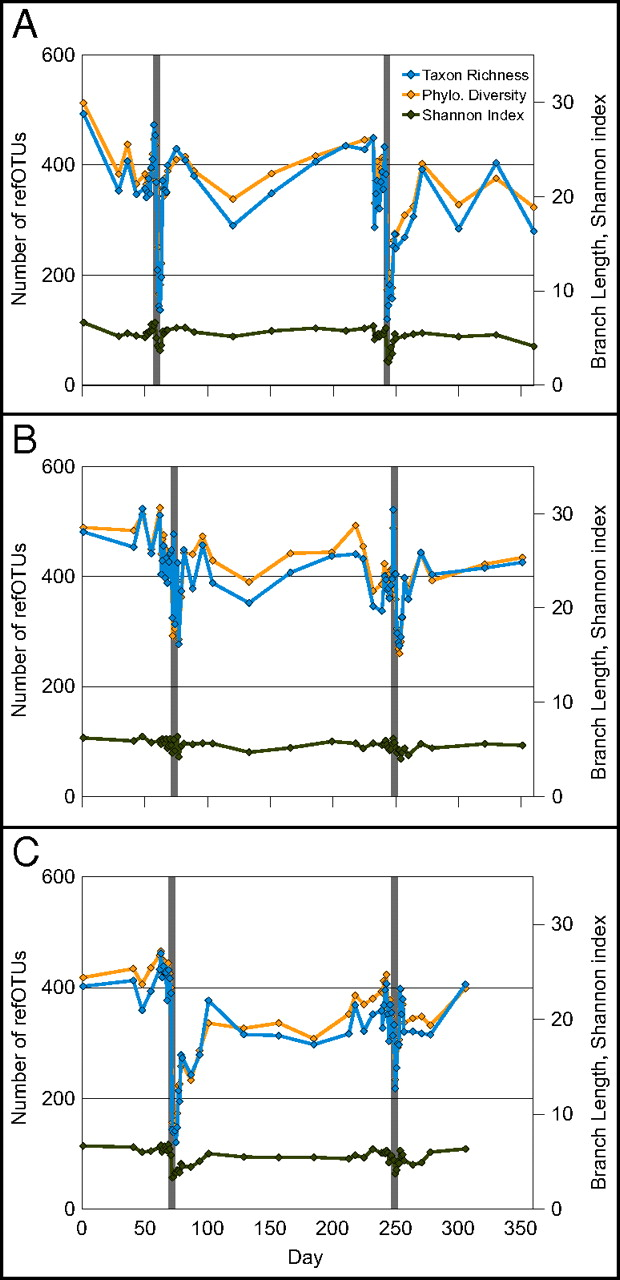 A
600
400
200
0
Number of refOTUs
30
20
10
0
Branch Length, Shannon index
Taxon Richness
Phylo. Diversity
Shannon Index
B
600
400
200
0
Number of refOTUs
30
20
10
0
Branch Length, Shannon index
C
600
400
200
0
Number of refOTUs
30
20
10
0
Branch Length, Shannon index
0 50 100 150 200 250 300 350
Day